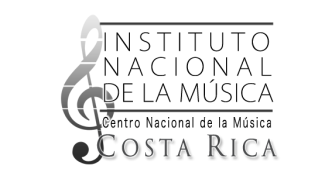 INSTITUTO
NACIONAL
DE LA MÚSICA
Centro Nacional de la Música
COSTA RICA